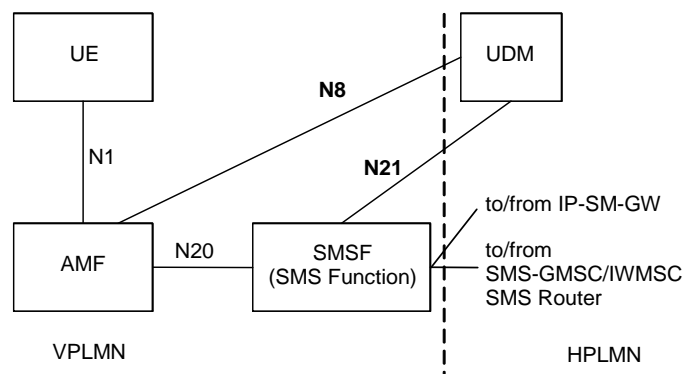 UE
UDM
N8
N1
N21
to/from IP-SM-GW
AMF
N20
SMSF
(SMS Function)
to/from
SMS-GMSC/IWMSC
SMS Router
VPLMN
HPLMN